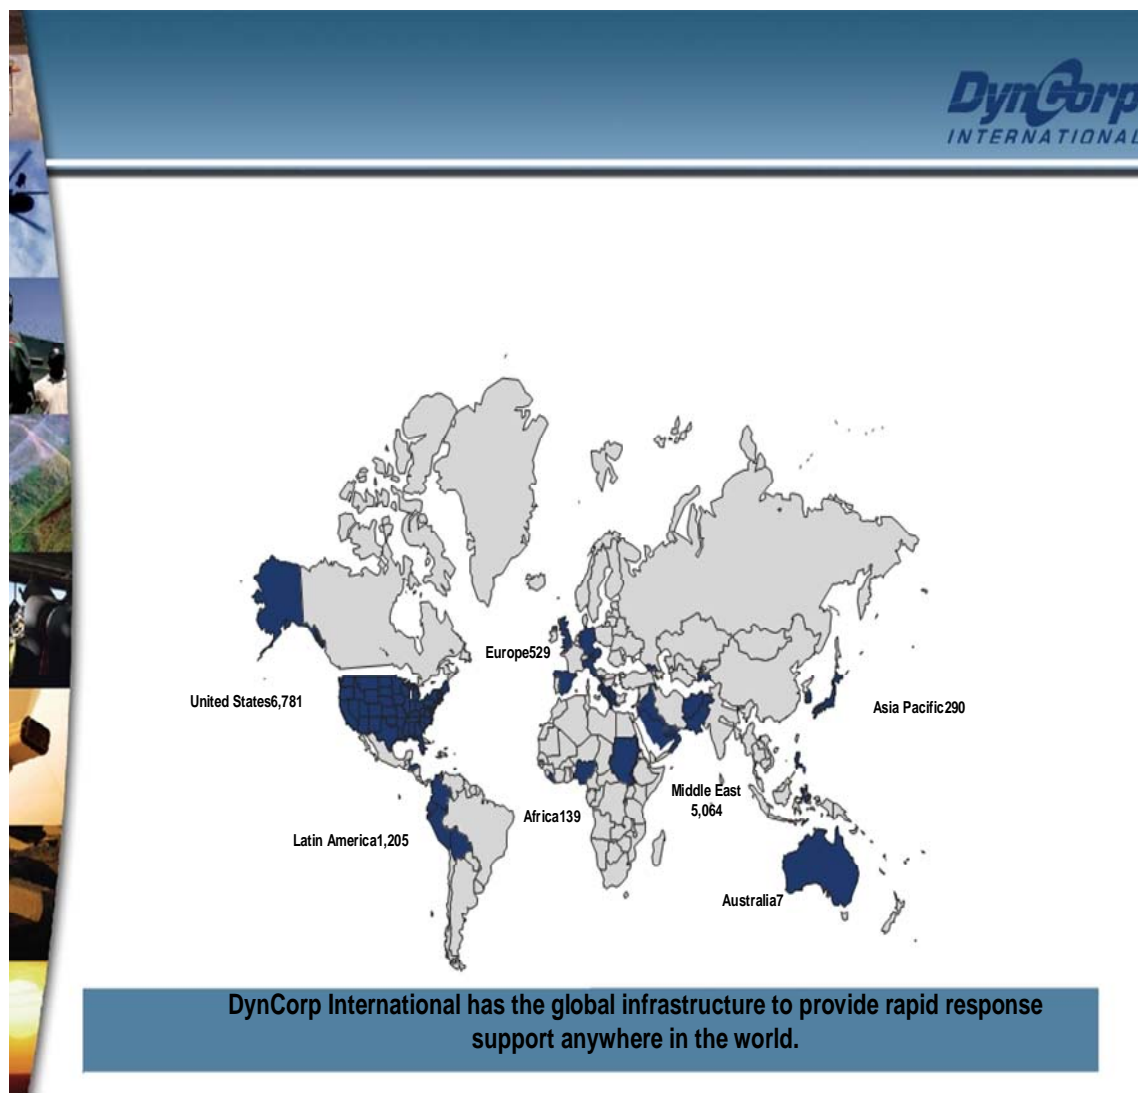 DynCorp
INTERNATIONAL
Europe529
United States6,781
Asia Pacific290
Middle East
5,064
Africa139
Latin America1,205
Australia7
DynCorp International has the global infrastructure to provide rapid response
support anywhere in the world.